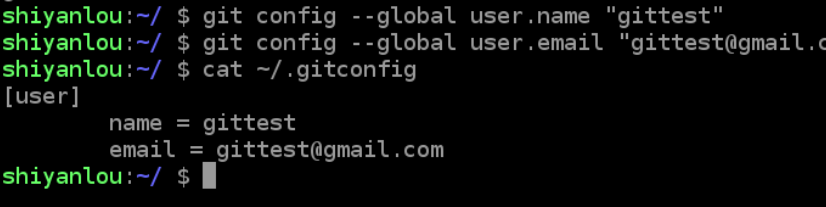 shiyanlou:~/ $ git config --global user.name "gittest"
shiyanlou:~/ $ git config --global user.email "gittest@gmail.c
shiyanlou:~/ $ cat ~/.gitconfig
[user]
        name = gittest
        email = gittest@gmail.com
shiyanlou:~/ $